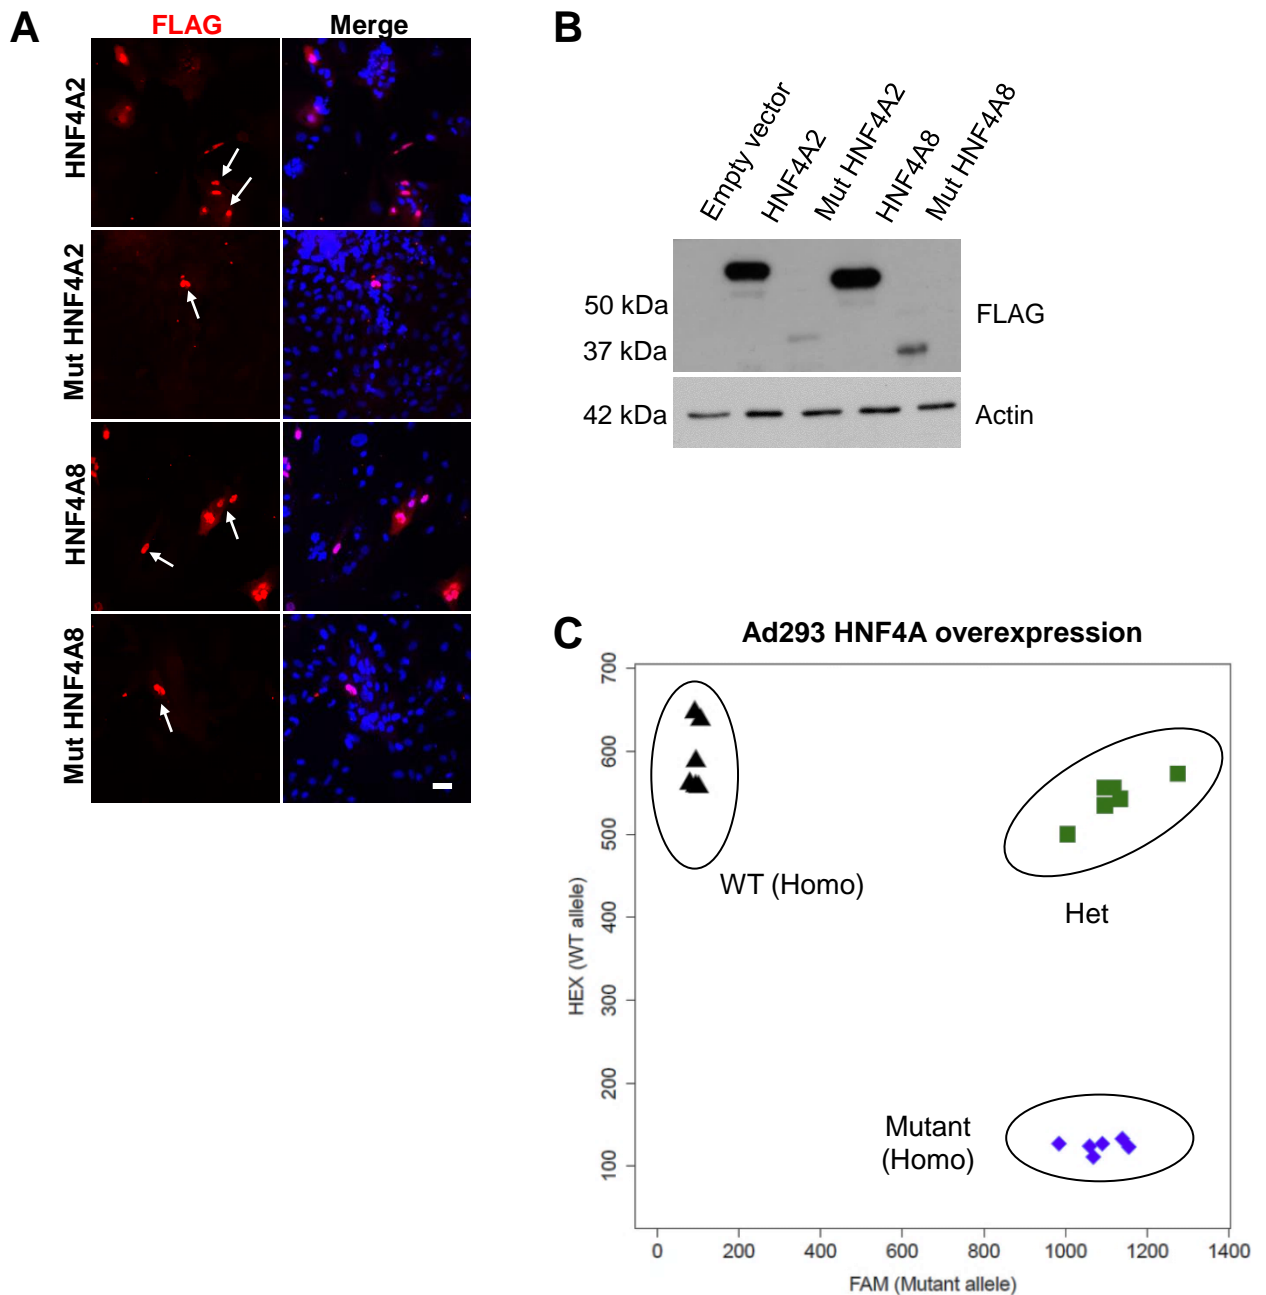 A
FLAG
Merge
HNF4A2
Mut HNF4A2
HNF4A8
Mut HNF4A8
B
Empty vector
HNF4A2
Mut HNF4A2
HNF4A8
Mut HNF4A8
50 kDa
37 kDa
FLAG
42 kDa
Actin
C
Ad293 HNF4A overexpression
700
600
500
400
300
200
100
HEX (WT allele)
WT (Homo)
Het
Mutant
(Homo)
0
200
400
600
800
1000
1200
1400
FAM (Mutant allele)